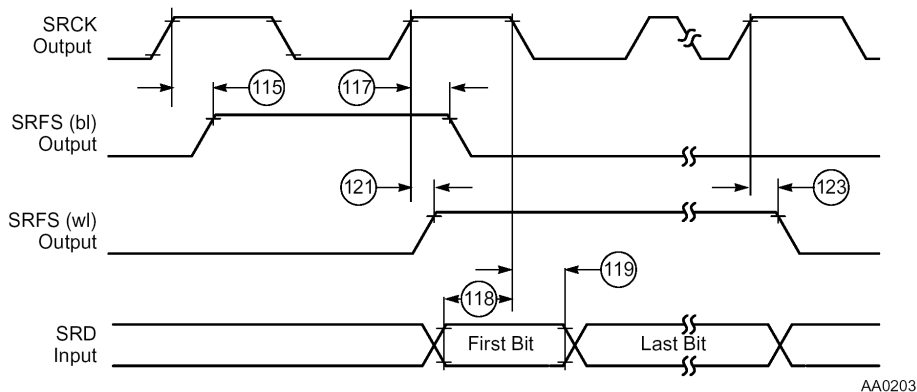 SRCK
Output
115
117
SRFS (bl)
Output
121
123
SRFS (wl)
Output
119
118
SRD
Input
First Bit
Last Bit
AA0203